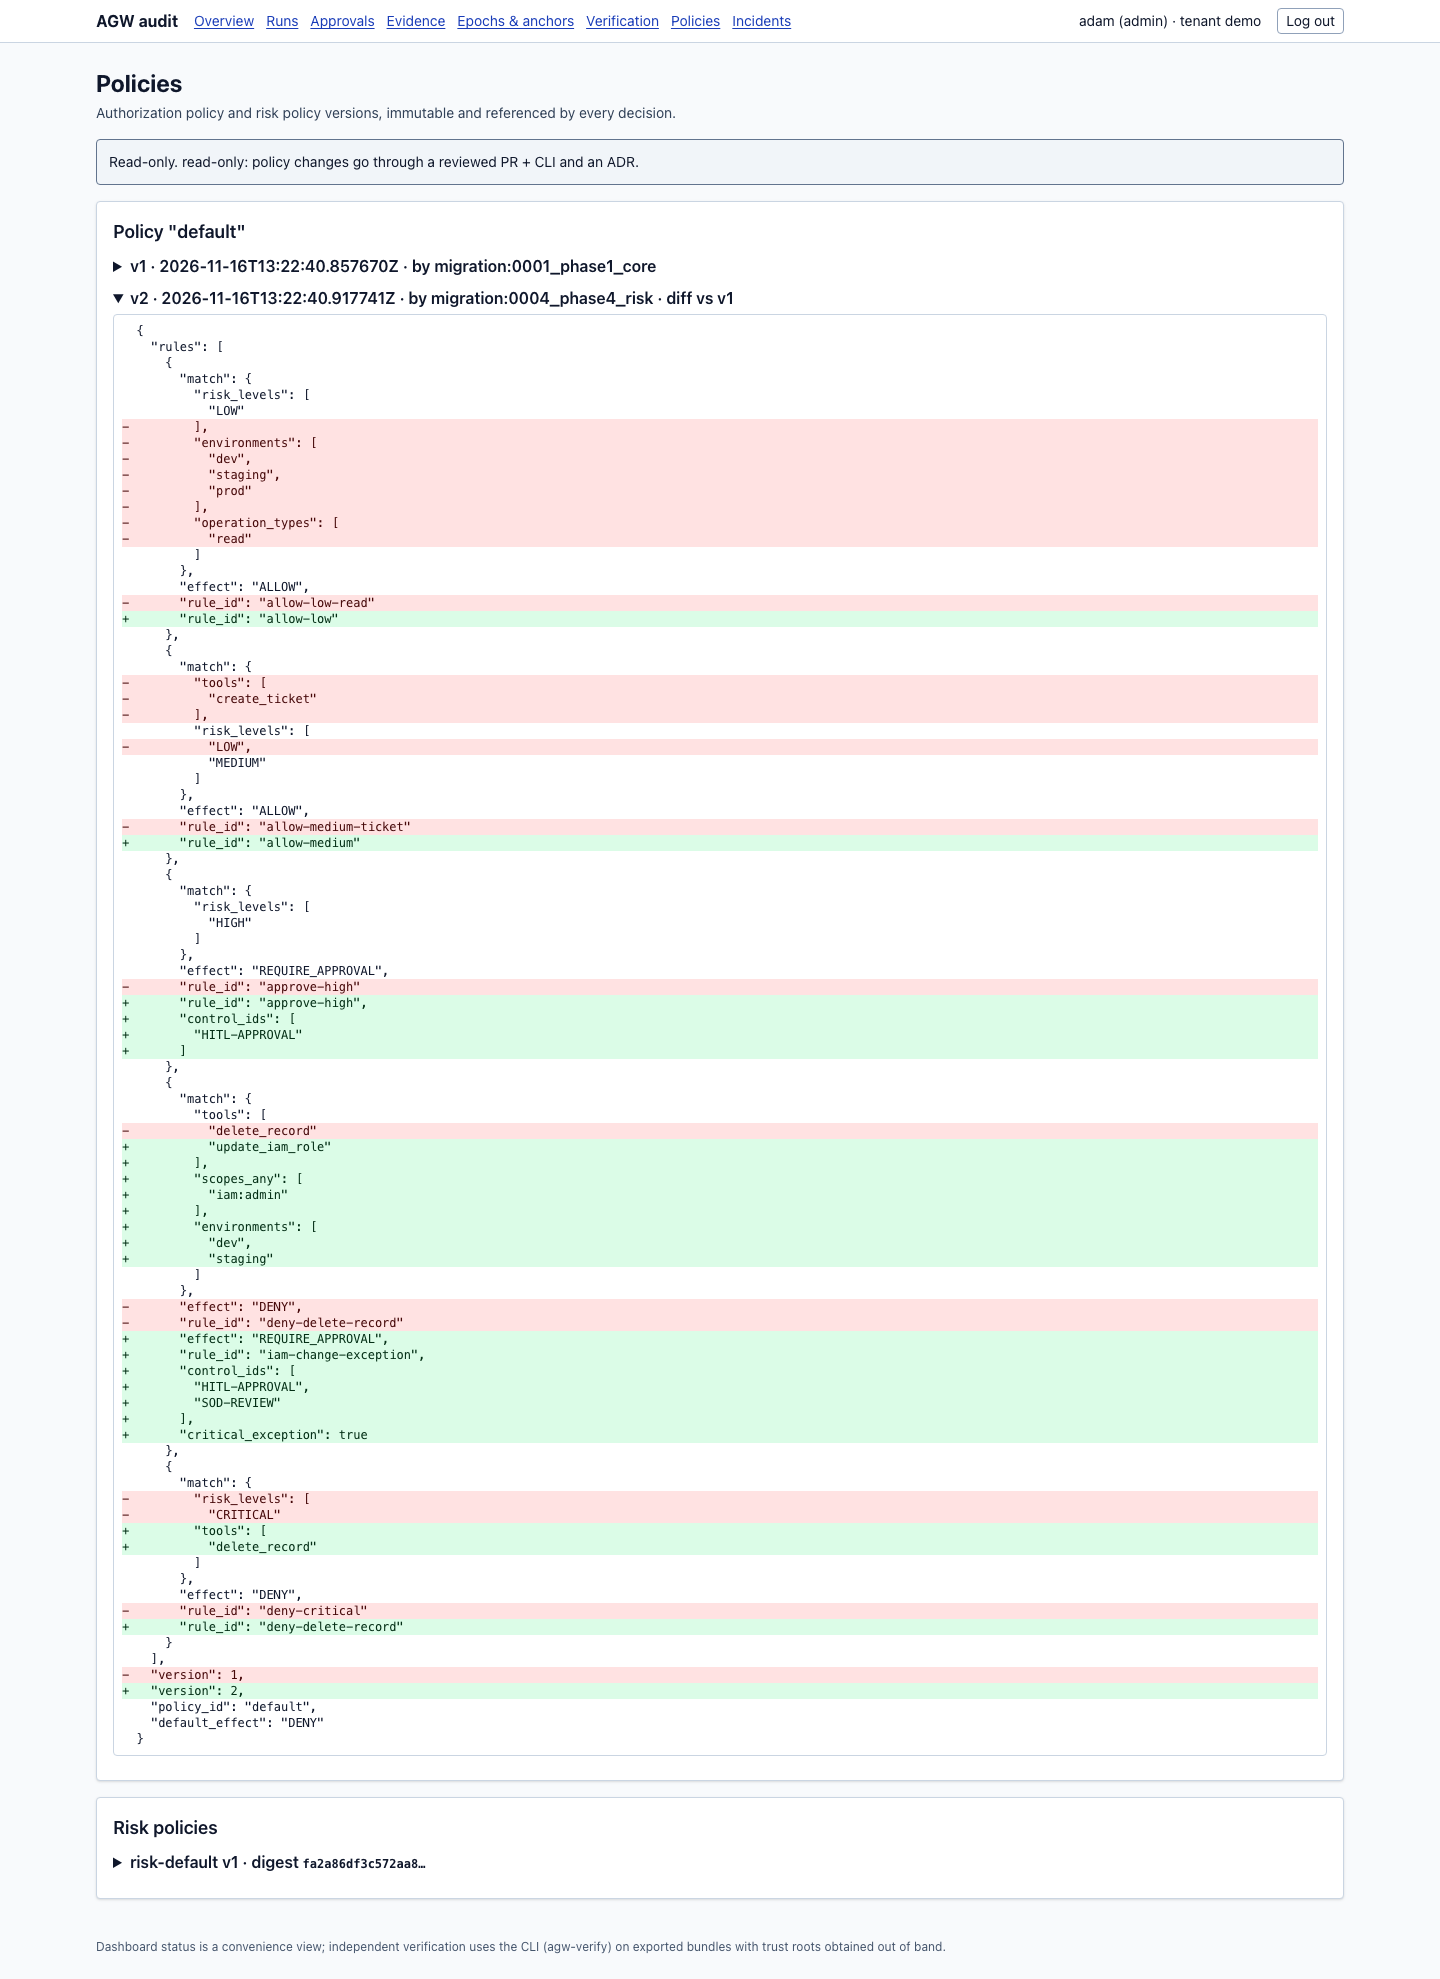 AGW audit Overview Runs Approvals Evidence Epochs & anchors Verification Policies Incidents adam (admin) · tenant demo Log out
Policies
Authorization policy and risk policy versions, immutable and referenced by every decision.
Read-only. read-only: policy changes go through a reviewed PR + CLI and an ADR.
Policy "default"
▶ v1 · 2026-11-16T13:22:40.857670Z · by migration:0001_phase1_core
▼ v2 · 2026-11-16T13:22:40.917741Z · by migration:0004_phase4_risk · diff vs v1
  {
    "rules": [
      {
        "match": {
          "risk_levels": [
            "LOW"
-         ],
-         "environments": [
-           "dev",
-           "staging",
-           "prod"
-         ],
-         "operation_types": [
-           "read"
          ]
        },
        "effect": "ALLOW",
-       "rule_id": "allow-low-read"
+       "rule_id": "allow-low"
      },
      {
        "match": {
-         "tools": [
-           "create_ticket"
-         ],
          "risk_levels": [
-           "LOW",
            "MEDIUM"
          ]
        },
        "effect": "ALLOW",
-       "rule_id": "allow-medium-ticket"
+       "rule_id": "allow-medium"
      },
      {
        "match": {
          "risk_levels": [
            "HIGH"
          ]
        },
        "effect": "REQUIRE_APPROVAL",
-       "rule_id": "approve-high"
+       "rule_id": "approve-high",
+       "control_ids": [
+         "HITL-APPROVAL"
+       ]
      },
      {
        "match": {
          "tools": [
-           "delete_record"
+           "update_iam_role"
+         ],
+         "scopes_any": [
+           "iam:admin"
+         ],
+         "environments": [
+           "dev",
+           "staging"
          ]
        },
-       "effect": "DENY",
-       "rule_id": "deny-delete-record"
+       "effect": "REQUIRE_APPROVAL",
+       "rule_id": "iam-change-exception",
+       "control_ids": [
+         "HITL-APPROVAL",
+         "SOD-REVIEW"
+       ],
+       "critical_exception": true
      },
      {
        "match": {
-         "risk_levels": [
-           "CRITICAL"
+         "tools": [
+           "delete_record"
          ]
        },
        "effect": "DENY",
-       "rule_id": "deny-critical"
+       "rule_id": "deny-delete-record"
      }
    ],
-   "version": 1,
+   "version": 2,
    "policy_id": "default",
    "default_effect": "DENY"
  }
Risk policies
▶ risk-default v1 · digest fa2a86df3c572aa8…
Dashboard status is a convenience view; independent verification uses the CLI (agw-verify) on exported bundles with trust roots obtained out of band.